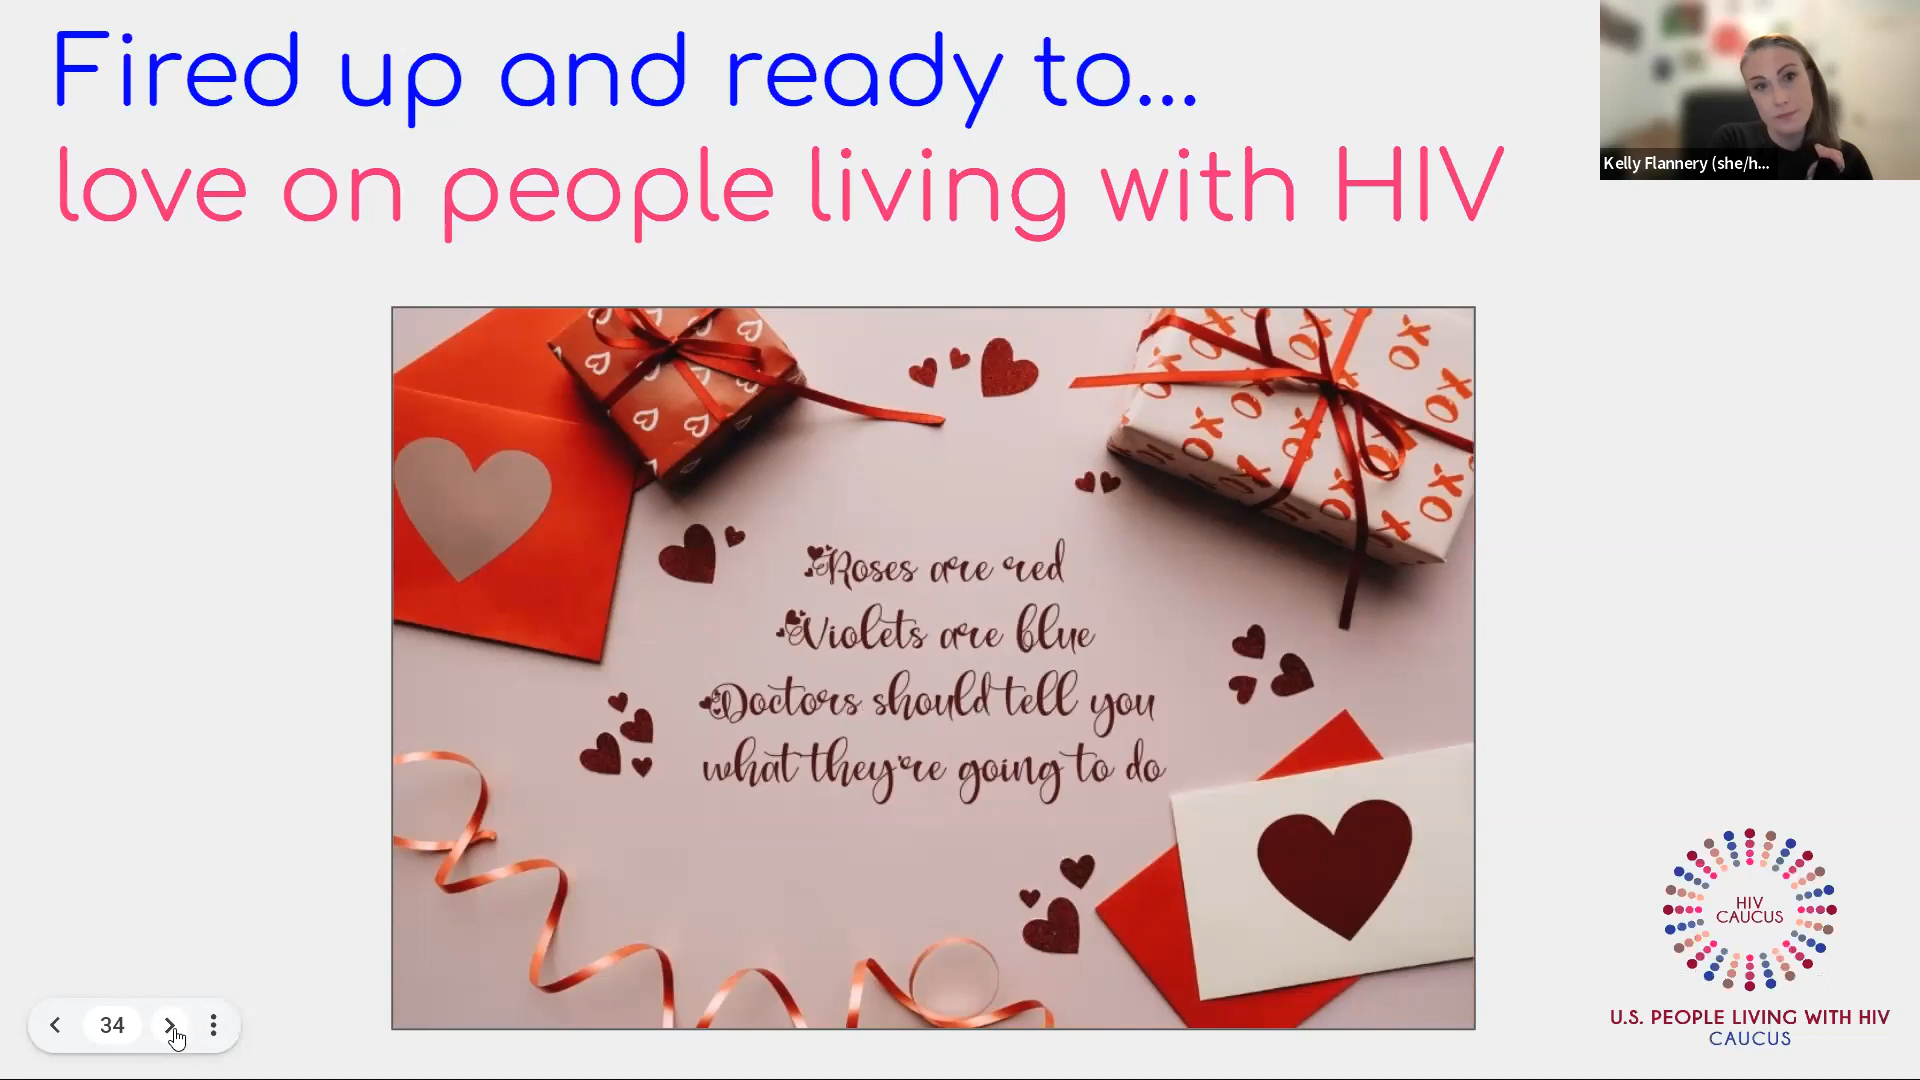 Fired up and ready to...
love on people living with HIV
Kelly Flannery (she/h...
Roses are red
Violets are blue
Doctors should tell you
what they're going to do
HIV
CAUCUS
U.S. PEOPLE LIVING WITH HIV
CAUCUS
34